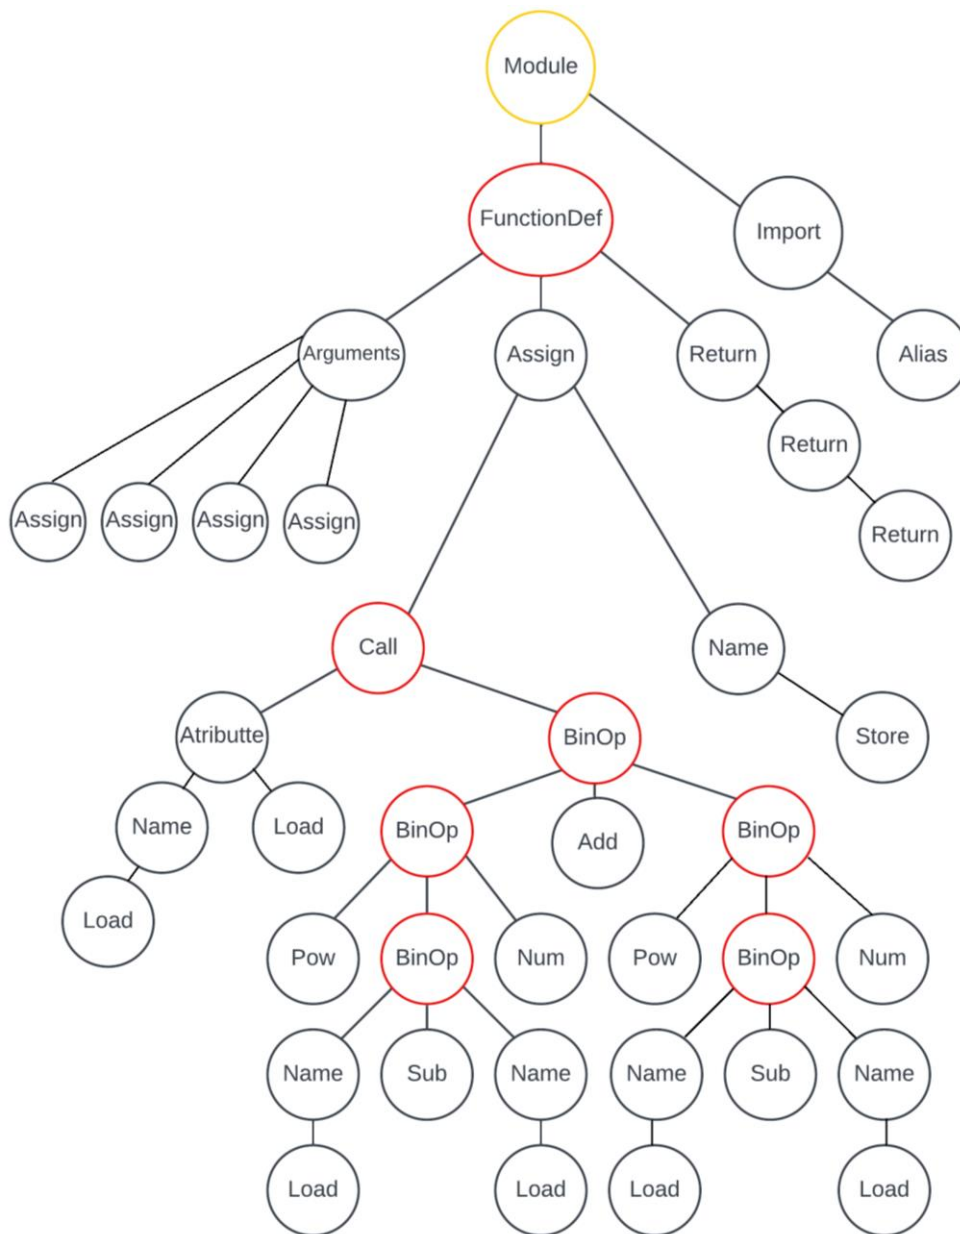 Module
FunctionDef
Import
Arguments
Assign
Return
Alias
Return
Assign
Assign
Assign
Assign
Return
Call
Name
Atributte
BinOp
Store
Name
Load
BinOp
Add
BinOp
Load
Pow
BinOp
Num
Pow
BinOp
Num
Name
Sub
Name
Name
Sub
Name
Load
Load
Load
Load